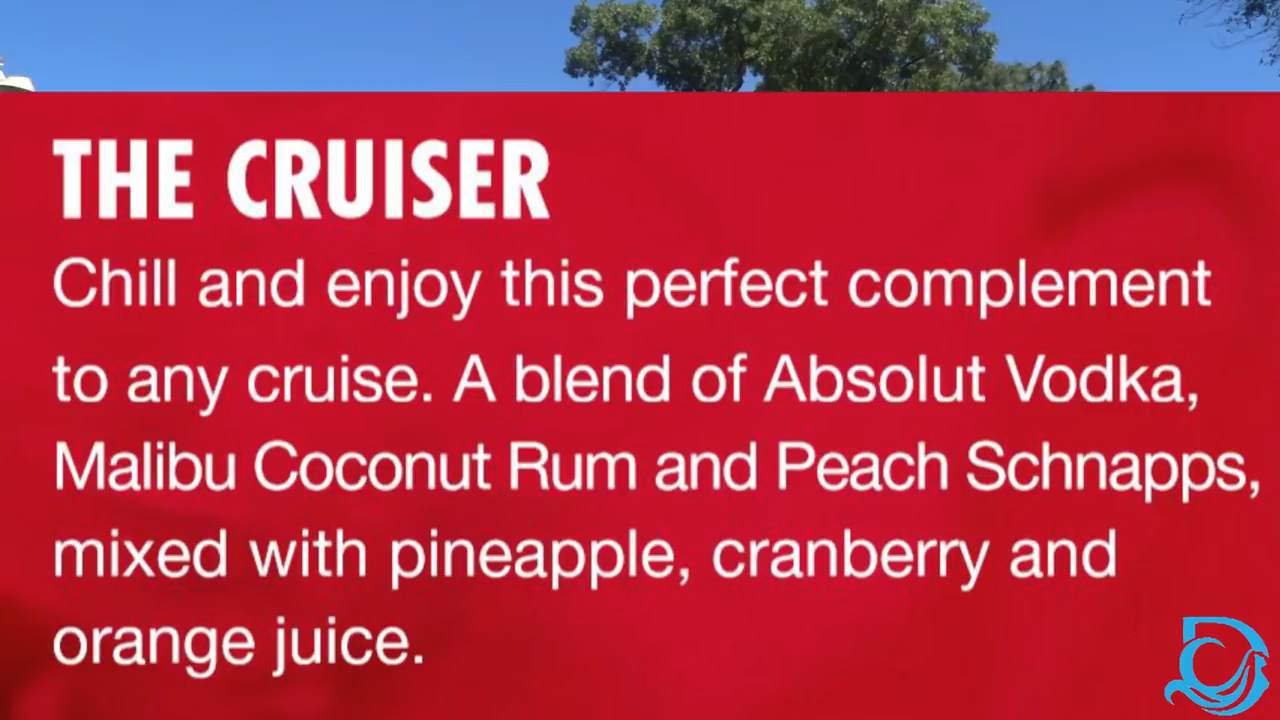 THE CRUISER
Chill and enjoy this perfect complement
to any cruise. A blend of Absolut Vodka,
Malibu Coconut Rum and Peach Schnapps,
mixed with pineapple, cranberry and
orange juice.